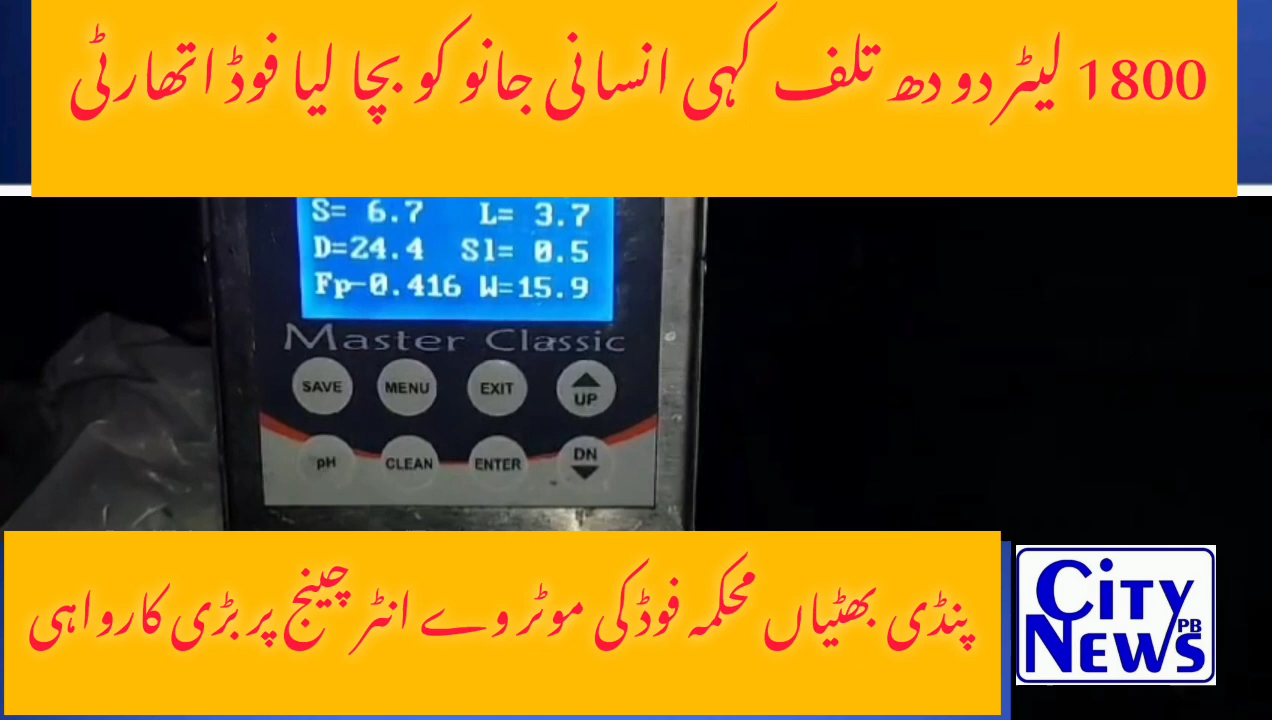 1800 لیٹر دودھ تلف کہی انسانی جانو کو بچا لیا فوڈ اتھارٹی
S= 6.7 L= 3.7
D=24.4 Sl= 0.5
Fp-0.416 W=15.9
Master Classic
SAVE MENU EXIT UP
pH CLEAN ENTER DN
پنڈی بھٹیاں محکمہ فوڈ کی موٹروے انٹرچینج پر بڑی کارواہی
CITY
NEWS PB